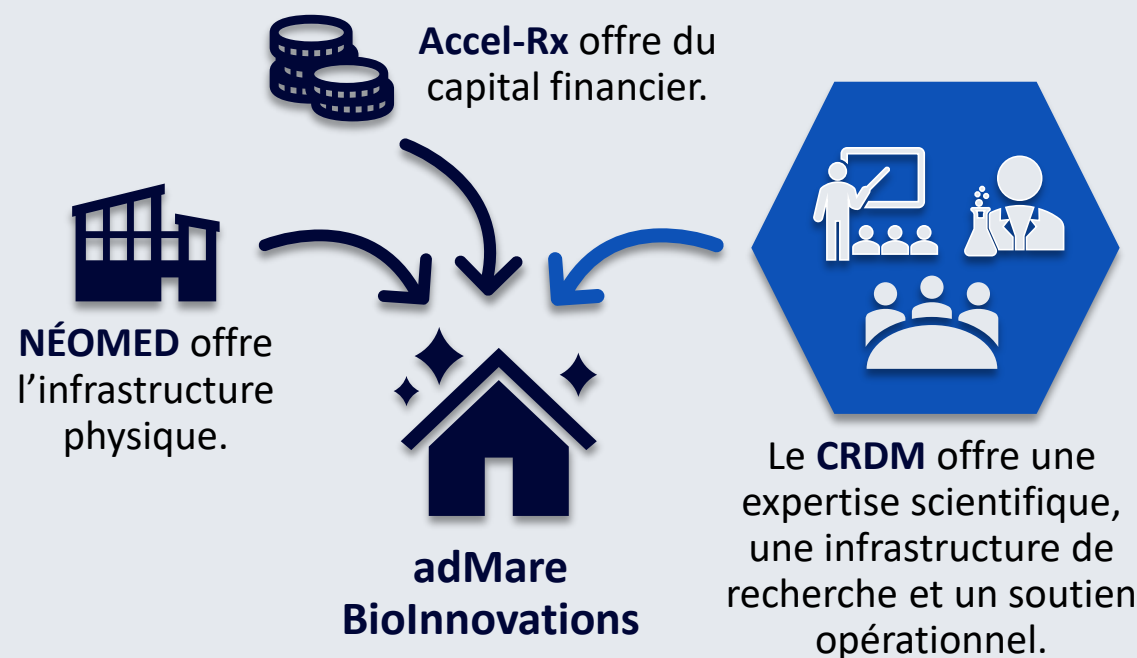 Accel-Rx offre du
capital financier.
NÉOMED offre
l’infrastructure
physique.
Le CRDM offre une
expertise scientifique,
une infrastructure de
recherche et un soutien
opérationnel.
adMare
BioInnovations